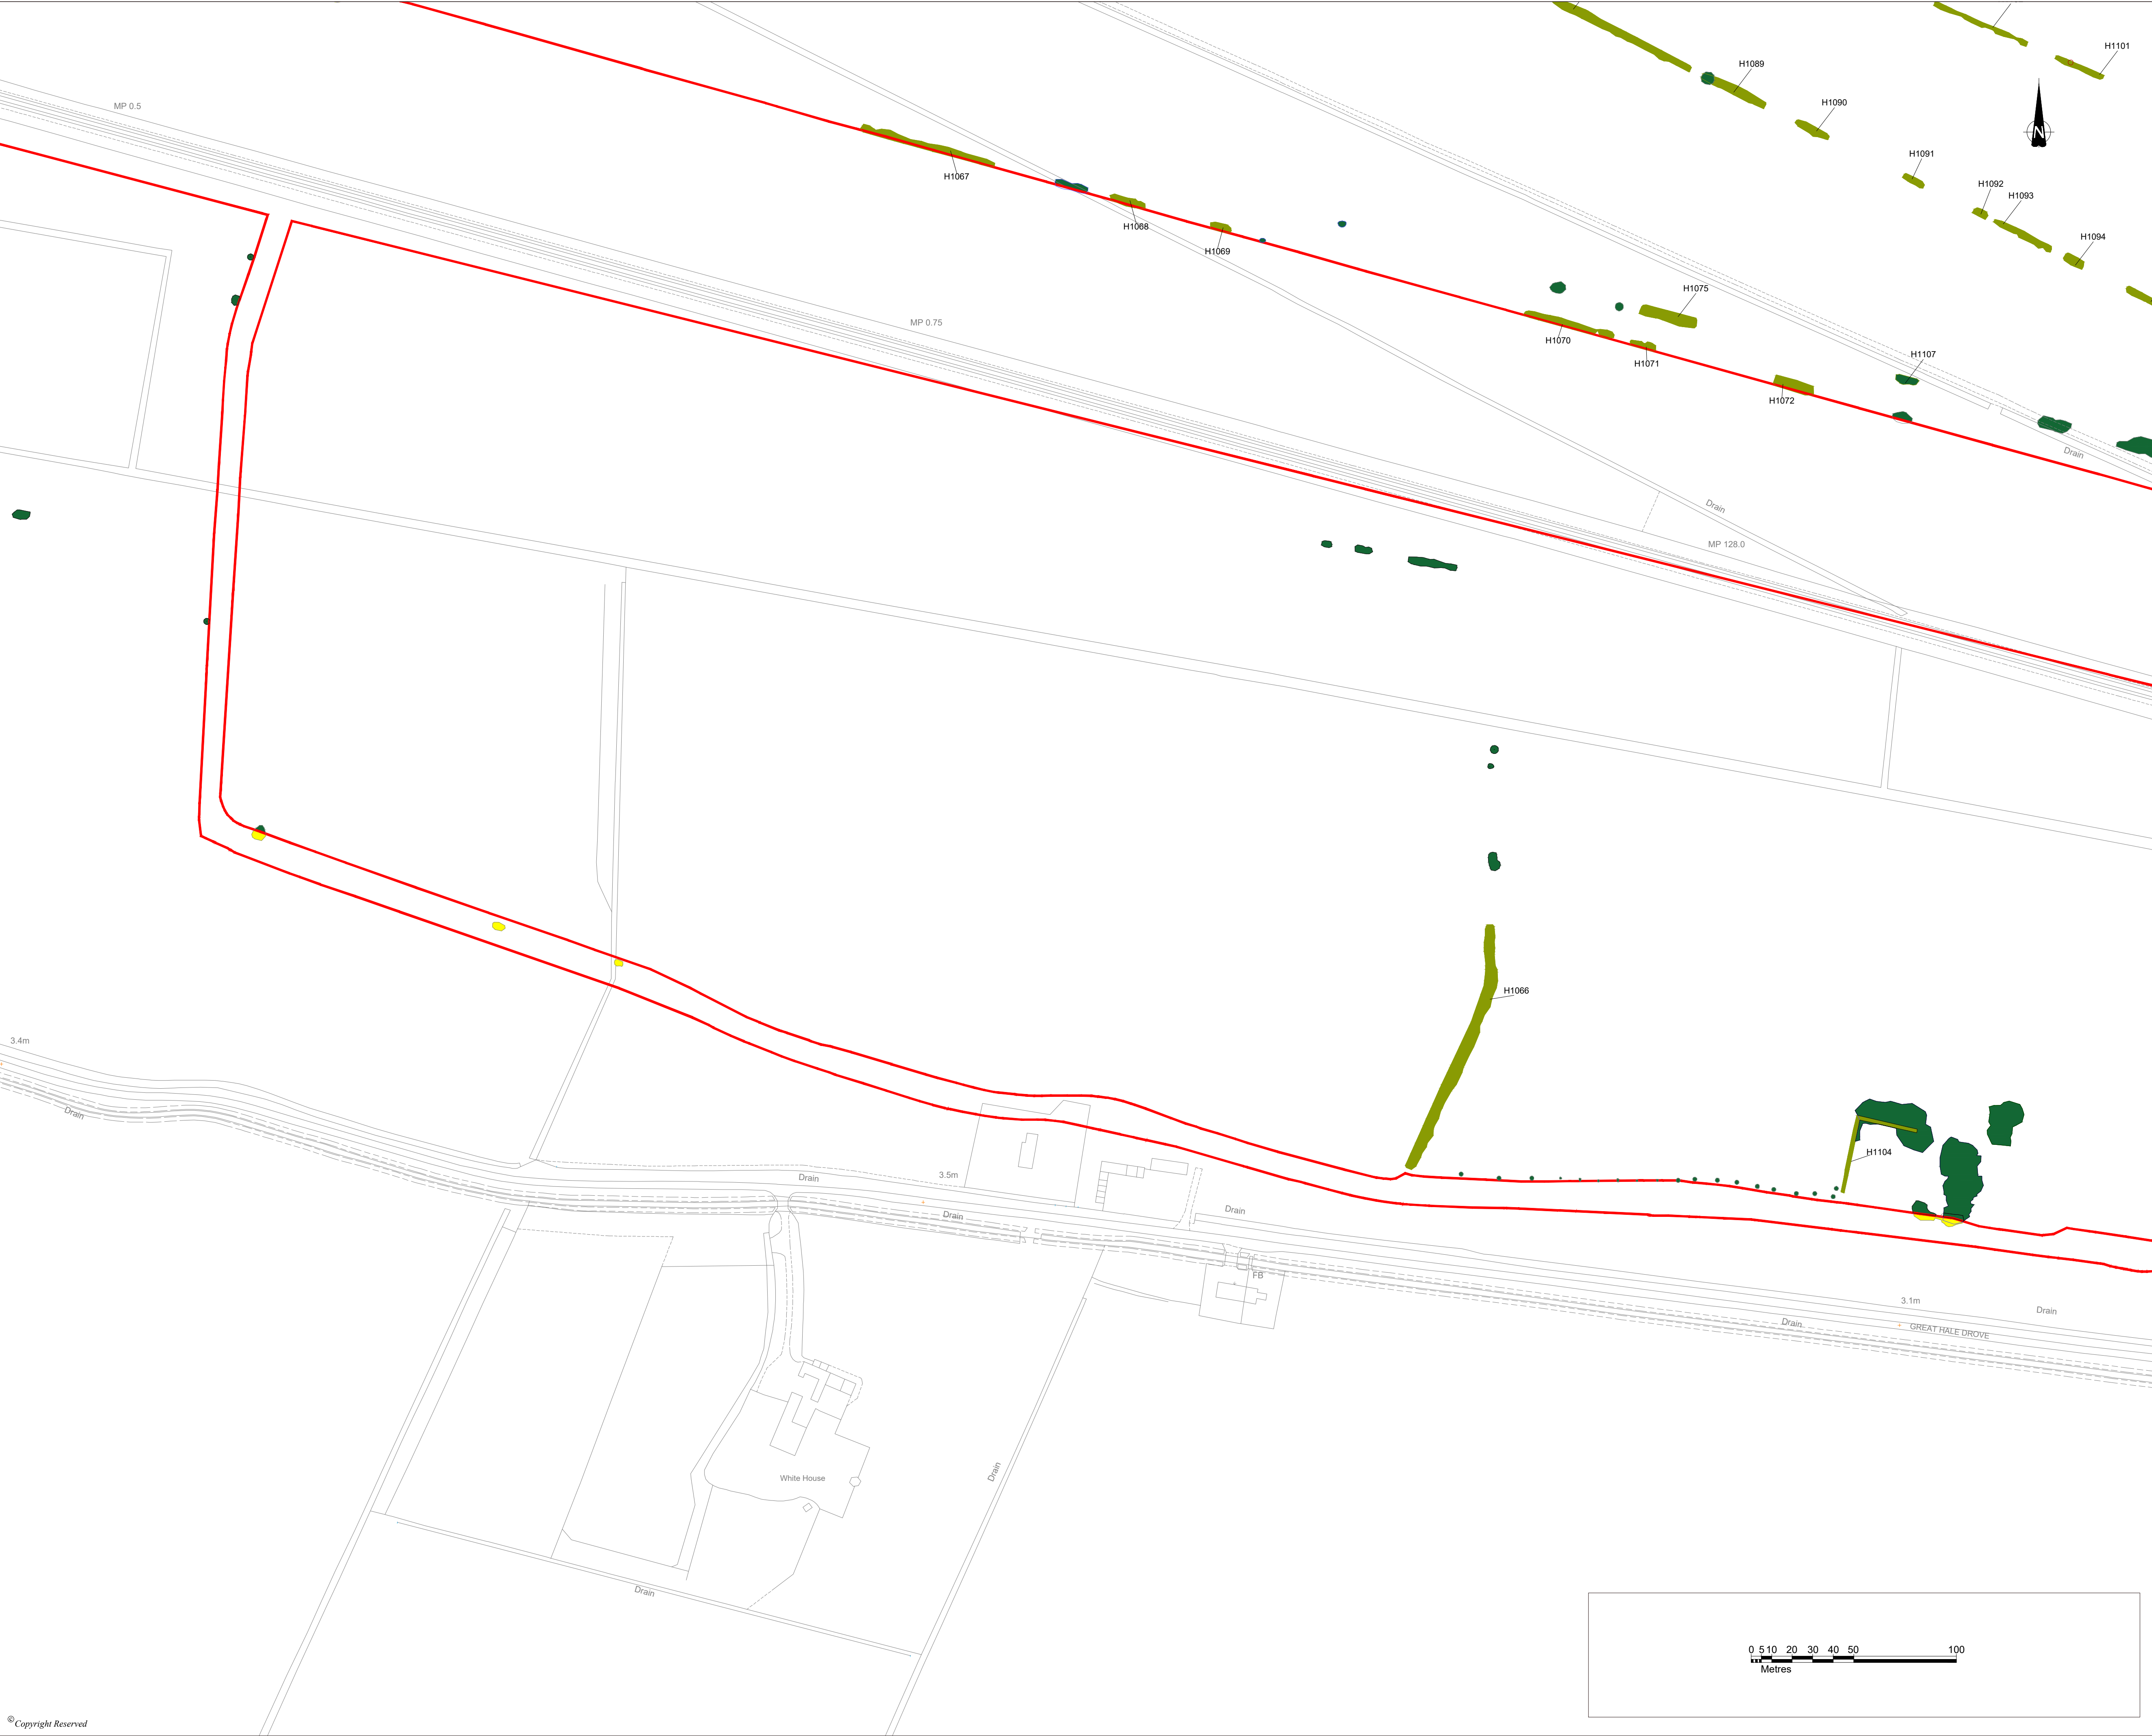 H1101
H1089
MP 0.5
H1090
N
H1091
H1067
H1092
H1093
H1068
H1094
H1069
H1075
MP 0.75
H1070
H1107
H1071
H1072
Drain
Drain
MP 128.0
H1066
3.4m
Drain
H1104
3.5m
Drain
Drain
Drain
FB
3.1m
Drain
Drain
GREAT HALE DROVE
White House
Drain
Drain
0 5 10 20 30 40 50 100
Metres
© Copyright Reserved